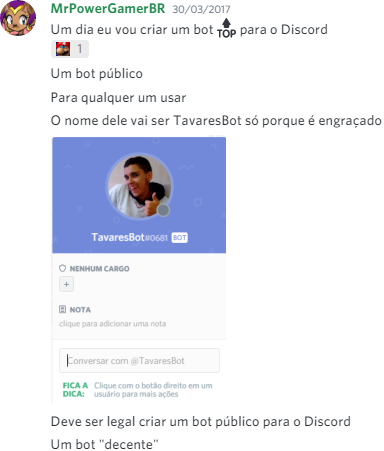 MrPowerGamerBR 30/03/2017
Um dia eu vou criar um bot TOP para o Discord
1
Um bot público
Para qualquer um usar
O nome dele vai ser TavaresBot só porque é engraçado
TavaresBot#0681 BOT
NENHUM CARGO
+
NOTA
clique para adicionar uma nota
Conversar com @TavaresBot
FICA A DICA: Clique com o botão direito em um
usuário para mais ações
Deve ser legal criar um bot público para o Discord
Um bot "decente"